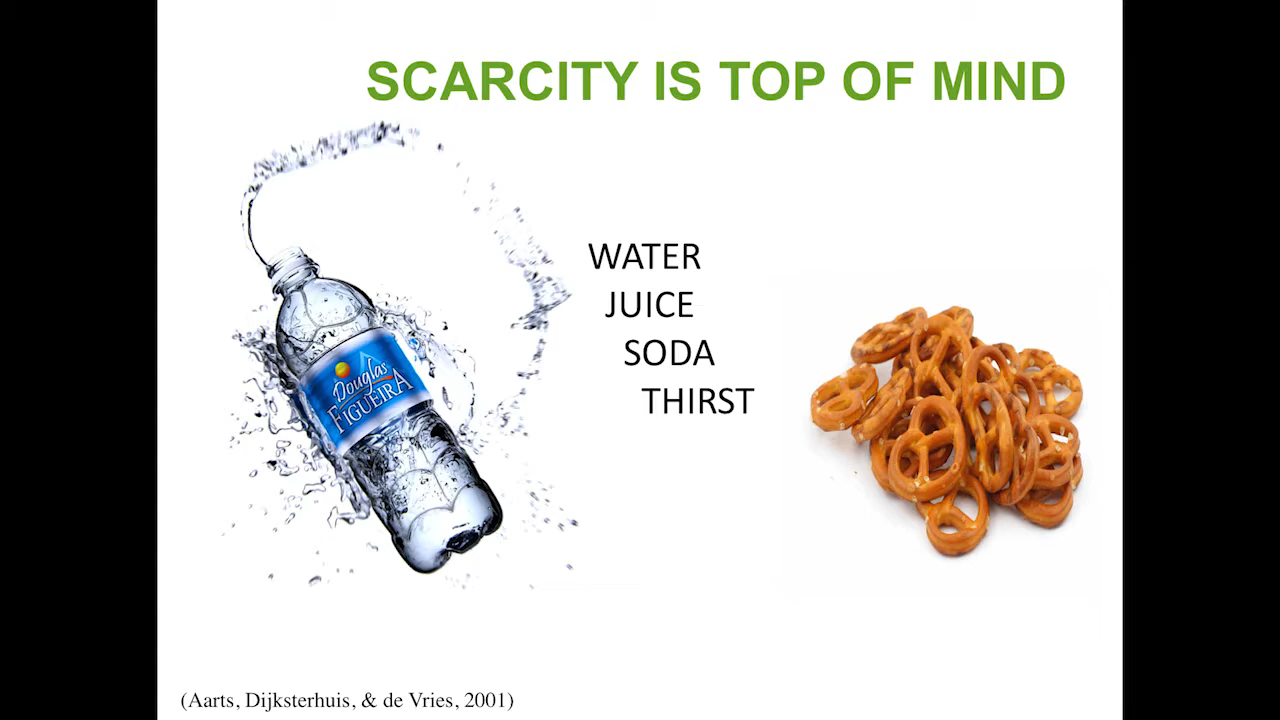 SCARCITY IS TOP OF MIND
WATER
JUICE
SODA
THIRST
Douglas
FIGUEIRA
(Aarts, Dijksterhuis, & de Vries, 2001)